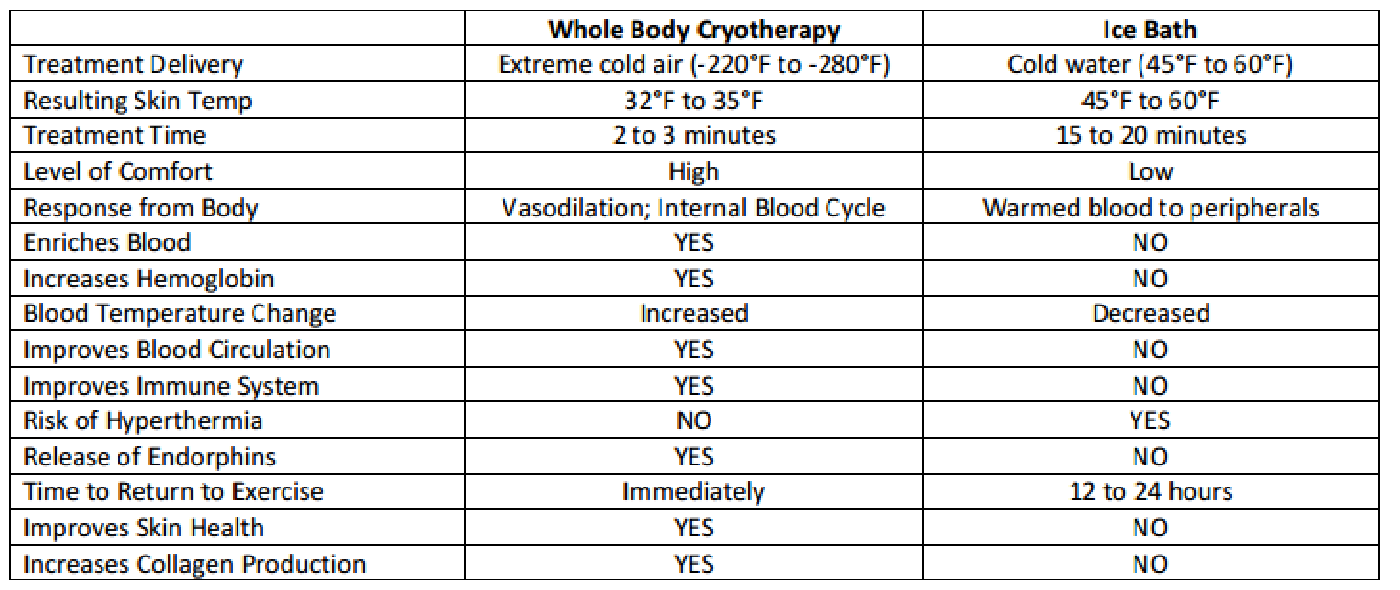 Whole Body Cryotherapy Ice Bath
Treatment Delivery Extreme cold air (-220°F to -280°F) Cold water (45°F to 60°F)
Resulting Skin Temp 32°F to 35°F 45°F to 60°F
Treatment Time 2 to 3 minutes 15 to 20 minutes
Level of Comfort High Low
Response from Body Vasodilation; Internal Blood Cycle Warmed blood to peripherals
Enriches Blood YES NO
Increases Hemoglobin YES NO
Blood Temperature Change Increased Decreased
Improves Blood Circulation YES NO
Improves Immune System YES NO
Risk of Hyperthermia NO YES
Release of Endorphins YES NO
Time to Return to Exercise Immediately 12 to 24 hours
Improves Skin Health YES NO
Increases Collagen Production YES NO